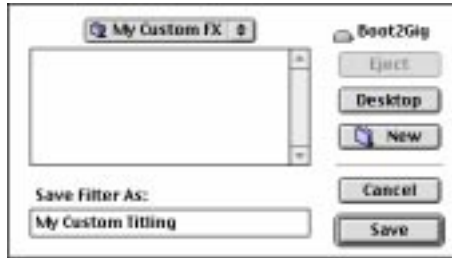 My Custom FX
Boot2Gig
Eject
Desktop
New
Save Filter As:
My Custom Titling
Cancel
Save